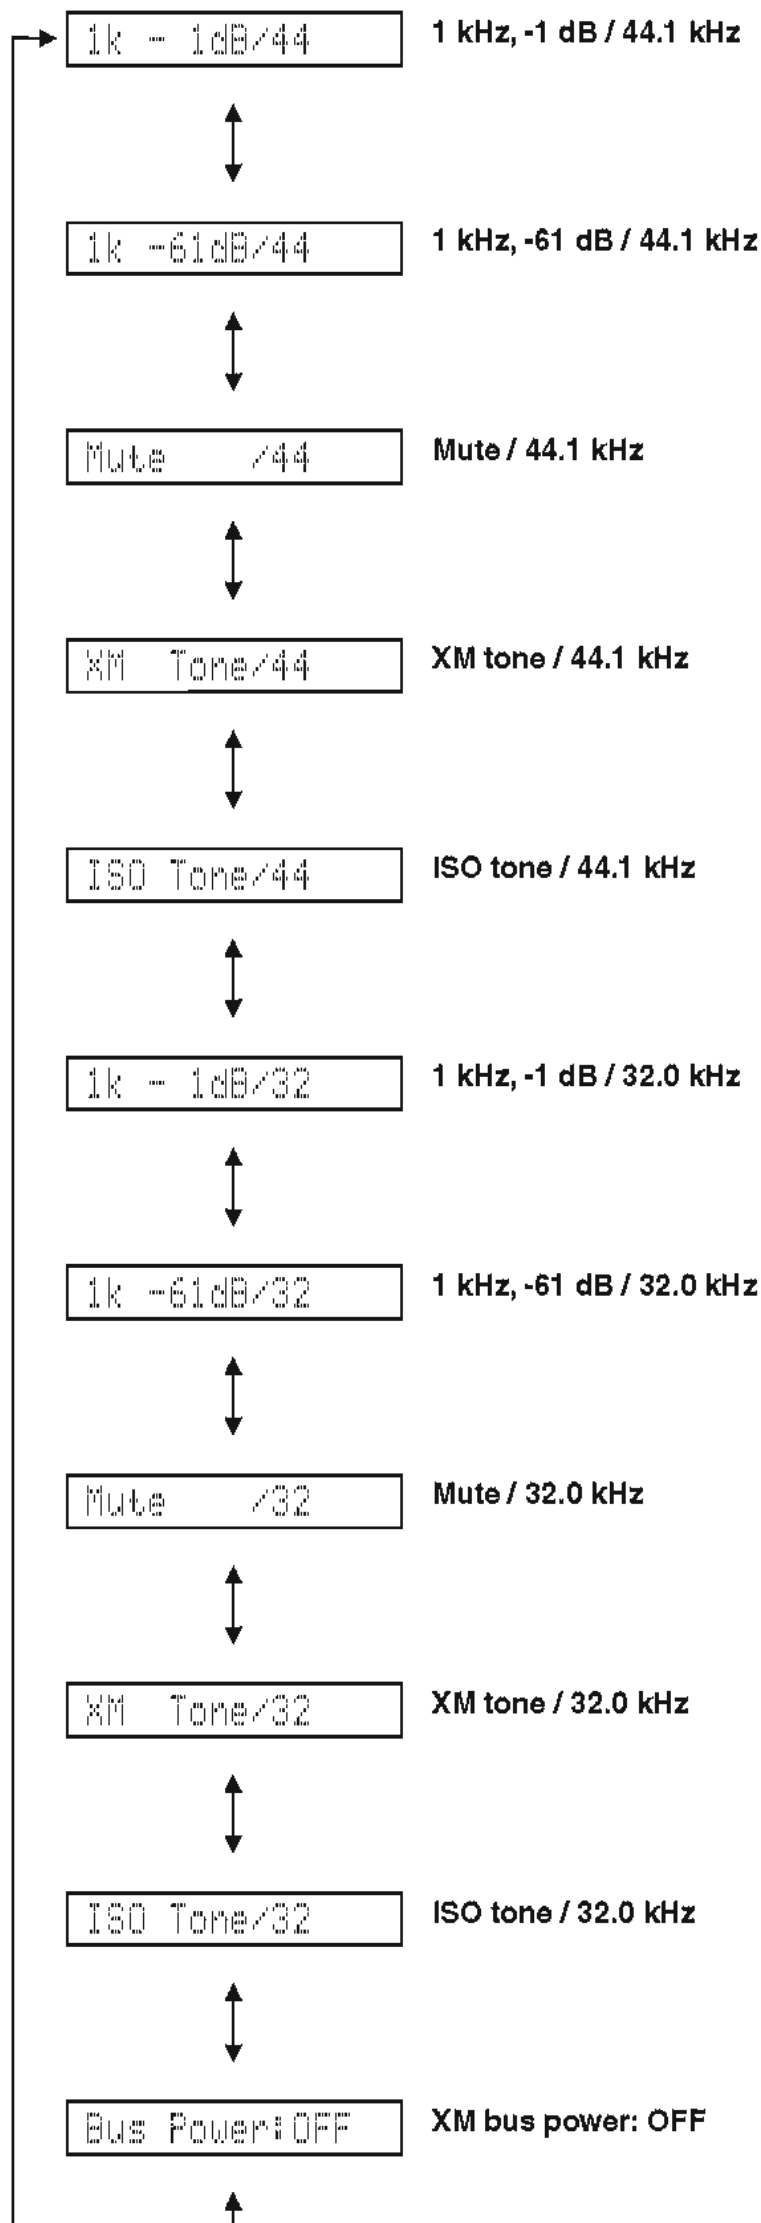 1k - 1dB/44 1 kHz, -1 dB / 44.1 kHz
1k -61dB/44 1 kHz, -61 dB / 44.1 kHz
Mute /44 Mute / 44.1 kHz
XM Tone/44 XM tone / 44.1 kHz
ISO Tone/44 ISO tone / 44.1 kHz
1k - 1dB/32 1 kHz, -1 dB / 32.0 kHz
1k -61dB/32 1 kHz, -61 dB / 32.0 kHz
Mute /32 Mute / 32.0 kHz
XM Tone/32 XM tone / 32.0 kHz
ISO Tone/32 ISO tone / 32.0 kHz
Bus Power:OFF XM bus power: OFF